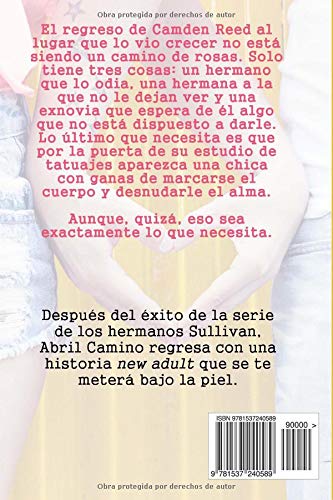 Obra protegida por derechos de autor
El regreso de Camden Reed al
lugar que lo vio crecer no está
siendo un camino de rosas. Solo
tiene tres cosas: un hermano
que lo odia, una hermana a la
que no le dejan ver y una
exnovia que espera de él algo
que no está dispuesto a darle.
Lo último que necesita es que
por la puerta de su estudio de
tatuajes aparezca una chica
con ganas de marcarse el
cuerpo y desnudarle el alma.
Aunque, quizá, eso sea
exactamente lo que necesita.
Después del éxito de la serie
de los hermanos Sullivan,
Abril Camino regresa con una
historia new adult que se te
meterá bajo la piel.
ISBN 9781537240589
90000 >
9 781537 240589
Obra protegida por derechos de autor